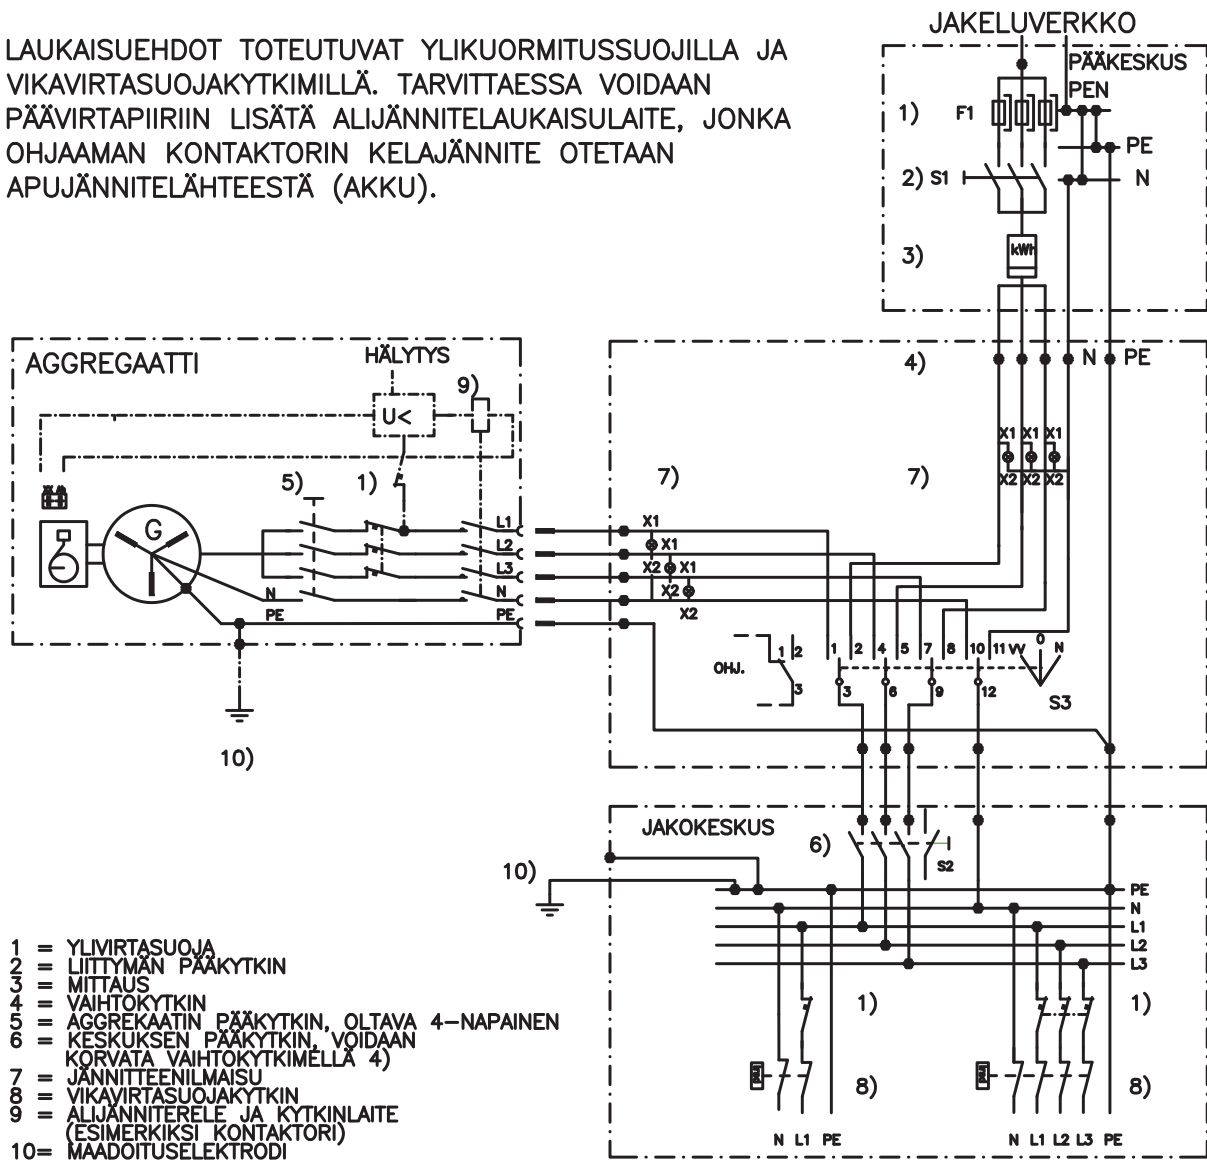 LAUKAISUEHDOT TOTEUTUVAT YLIKUORMITUSSUOJILLA JA
VIKAVIRTASUOJAKYTKIMILLÄ. TARVITTAESSA VOIDAAN
PÄÄVIRTAPIIRIIN LISÄTÄ ALIJÄNNITELAUKAISULAITE, JONKA
OHJAAMAN KONTAKTORIN KELAJÄNNITE OTETAAN
APUJÄNNITELÄHTEESTÄ (AKKU).
JAKELUVERKKO
PÄÄKESKUS
PEN
1) F1
PE
2) S1
N
3)
kWh
AGGREGAATTI
HÄLYTYS
9)
U<
5) 1)
G
L1
L2
L3
N N
PE PE
10)
4)
N PE
X1 X1 X1
X2 X2 X2
7) 7)
X1
X1
X2 X1
X2
X2
OHJ.
1 2
3
1 2 4 5 7 8 10 11 VV 0 N
3 6 9 12
S3
JAKOKESKUS
6)
S2
10)
PE
N
L1
L2
L3
1) 1)
8) 8)
N L1 PE
N L1 L2 L3 PE
1 = YLIVIRTASUOJA
2 = LIITTYMÄN PÄÄKYTKIN
3 = MITTAUS
4 = VAIHTOKYTKIN
5 = AGGREKAATIN PÄÄKYTKIN, OLTAVA 4-NAPAINEN
6 = KESKUKSEN PÄÄKYTKIN, VOIDAAN
KORVATA VAIHTOKYTKIMELLÄ 4)
7 = JÄNNITTEENILMAISU
8 = VIKAVIRTASUOJAKYTKIN
9 = ALIJÄNNITERELE JA KYTKINLAITE
(ESIMERKIKSI KONTAKTORI)
10= MAADOITUSELEKTRODI